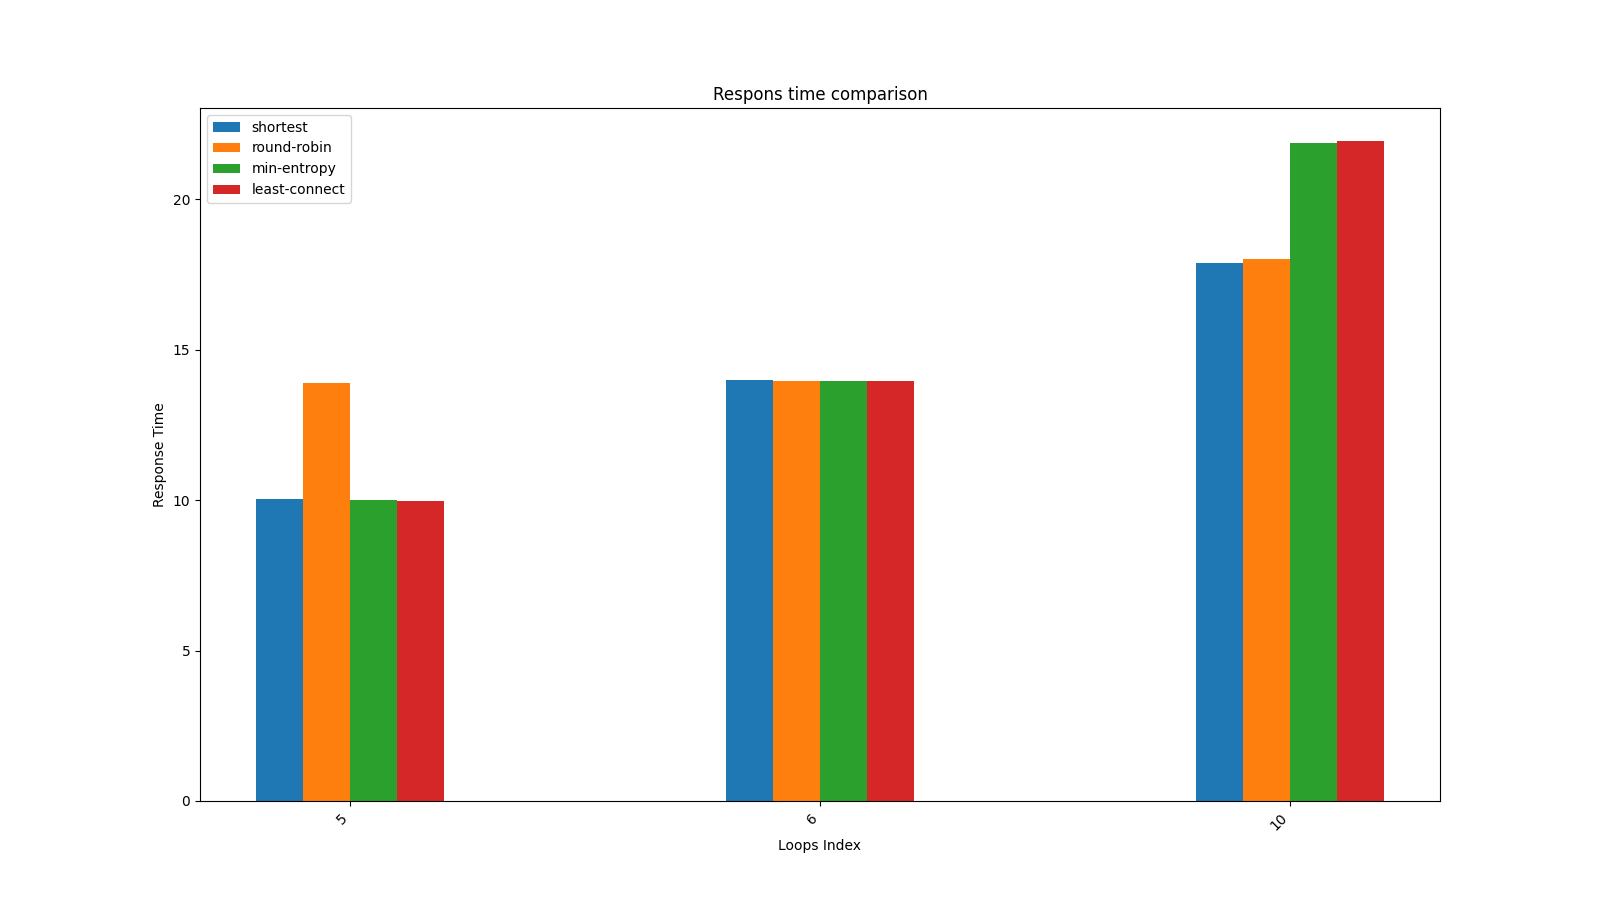 Respons time comparison
shortest
round-robin
min-entropy
least-connect
20
15
10
5
0
Response Time
5
6
10
Loops Index